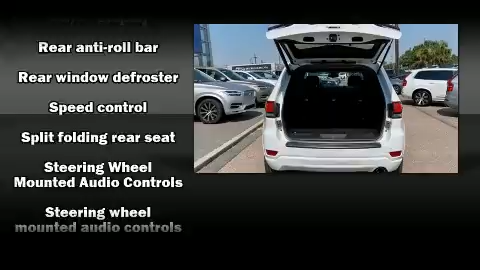 Rear anti-roll bar
Rear window defroster
Speed control
Split folding rear seat
Steering Wheel
Mounted Audio Controls
Steering wheel
mounted audio controls